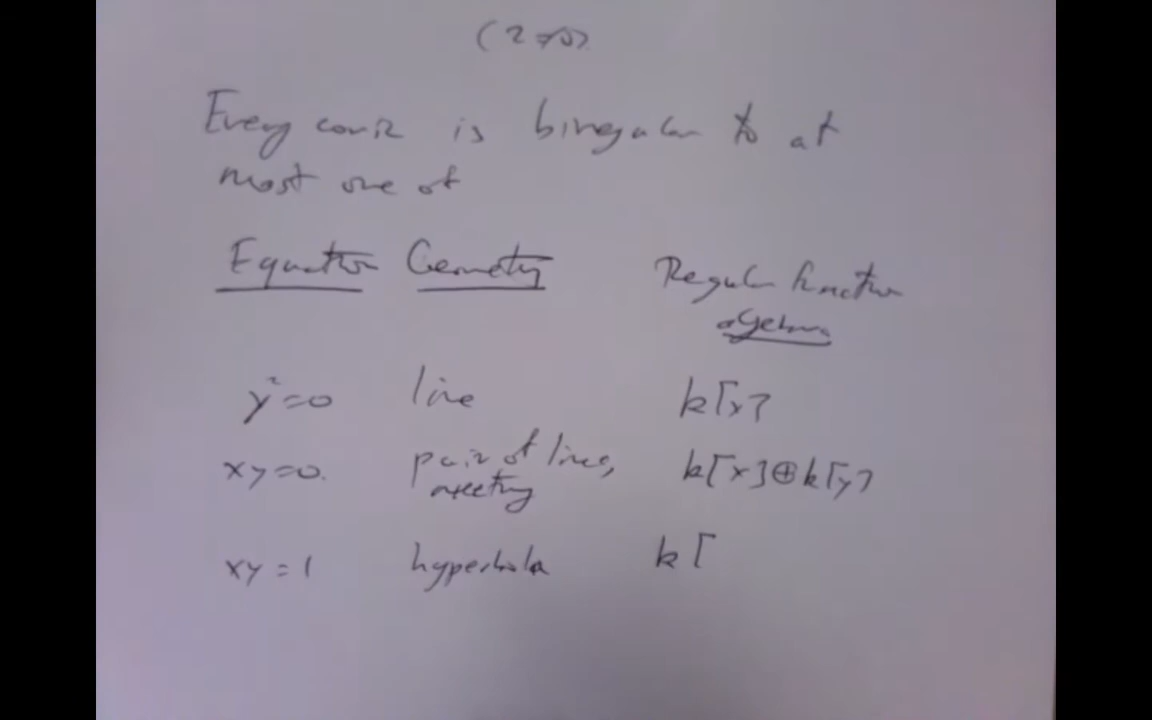 (2≠0)
Every conic is biregular to at
most one of
Equation Geometry Regular function
algebra
y²=0 line k[x]
xy=0. pair of lines, k[x]⊕k[y]
meeting
xy=1 hyperbola k[